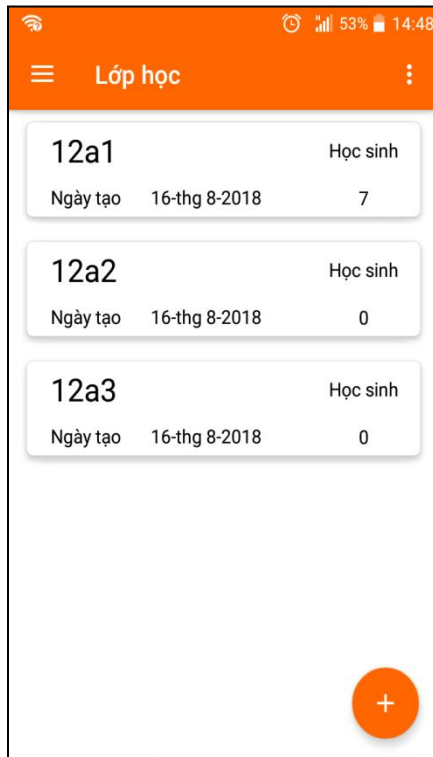 53% 14:48
Lớp học
12a1 Học sinh
Ngày tạo 16-thg 8-2018 7
12a2 Học sinh
Ngày tạo 16-thg 8-2018 0
12a3 Học sinh
Ngày tạo 16-thg 8-2018 0
+